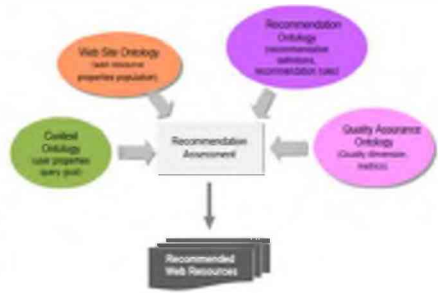 Recommendation
Ontology
(recommendation
definitions,
recommendation rules)
Web Site Ontology
(web resource
properties population)
Context
Ontology
(user properties
query goal)
Recommendation
Assessment
Quality Assurance
Ontology
(Quality dimension,
metrics)
Recommended
Web Resources